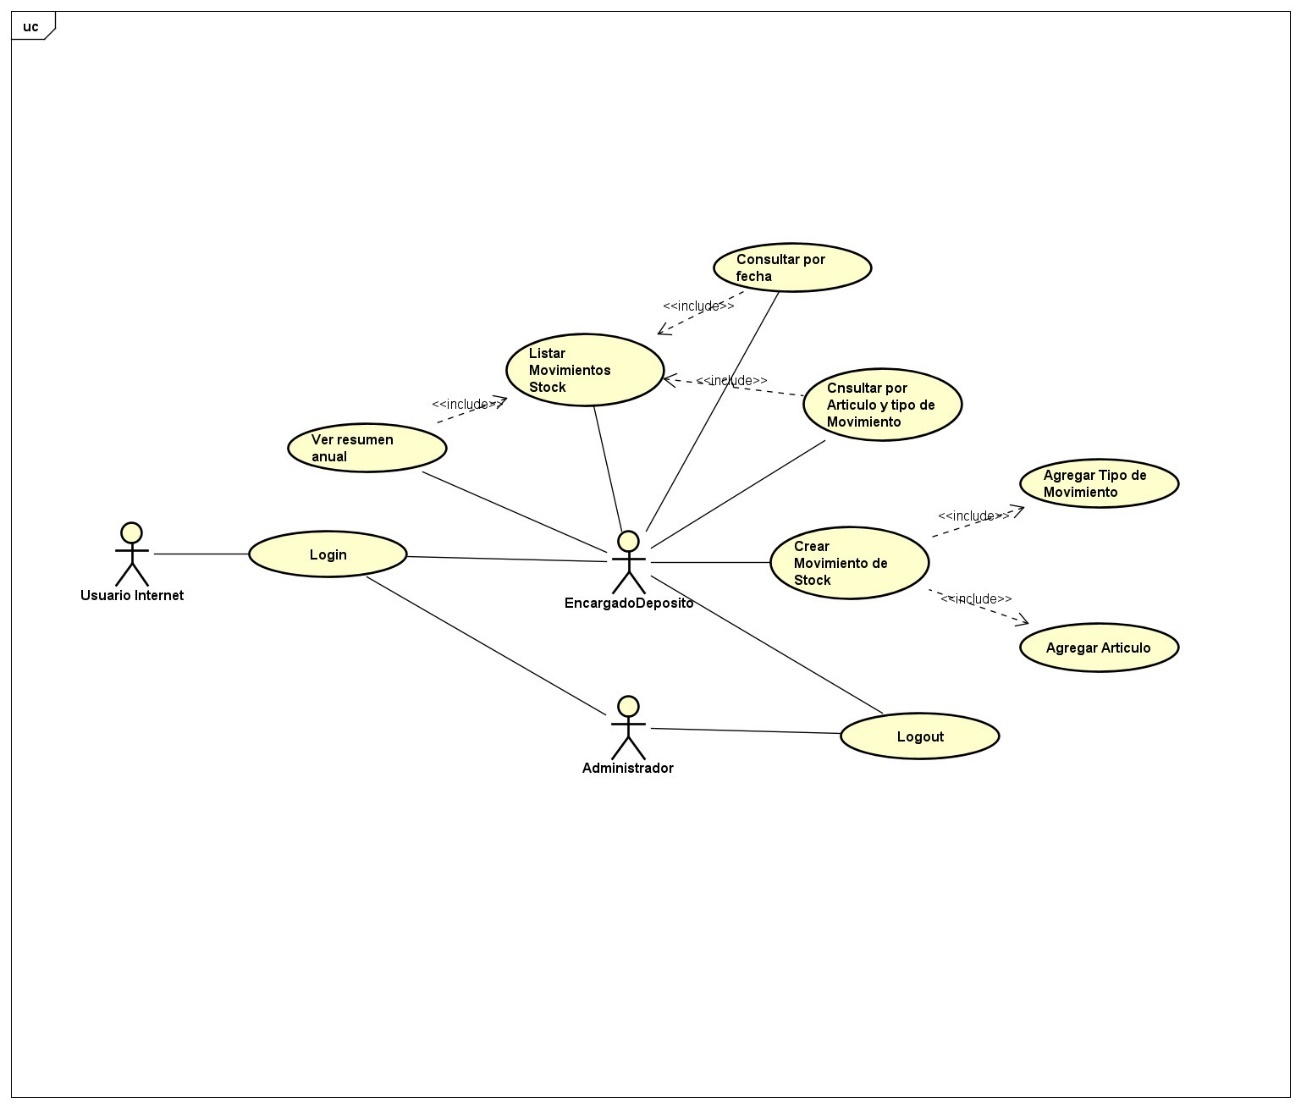 uc
Consultar por
fecha
<<include>>
Listar
Movimientos
Stock
<<include>>
Cnsultar por
Articulo y tipo de
Movimiento
<<include>>
Ver resumen
anual
Agregar Tipo de
Movimiento
<<include>>
Crear
Movimiento de
Stock
Login
Usuario Internet
EncargadoDeposito
<<include>>
Agregar Articulo
Logout
Administrador